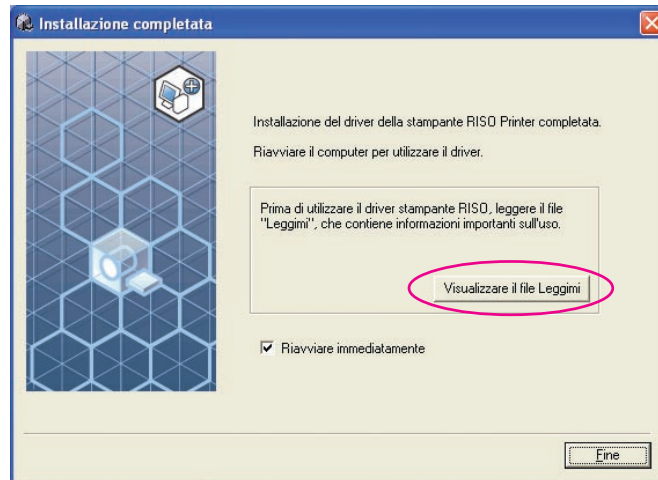 Installazione completata
Installazione del driver della stampante RISO Printer completata.
Riavviare il computer per utilizzare il driver.
Prima di utilizzare il driver stampante RISO, leggere il file
"Leggimi", che contiene informazioni importanti sull'uso.
Visualizzare il file Leggimi
Riavviare immediatamente
Fine